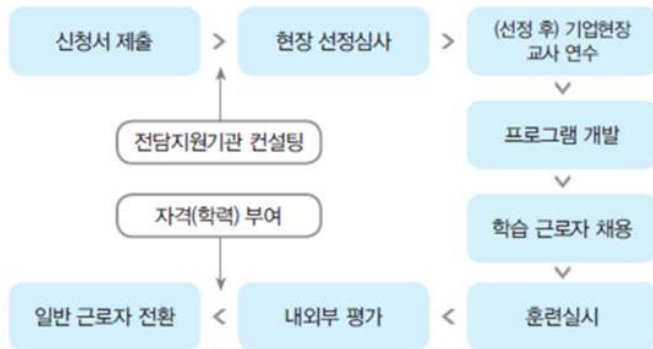 신청서 제출
현장 선정심사
(선정 후) 기업현장
교사 연수
전담지원기관 컨설팅
프로그램 개발
자격(학력) 부여
학습 근로자 채용
일반 근로자 전환
내외부 평가
훈련실시